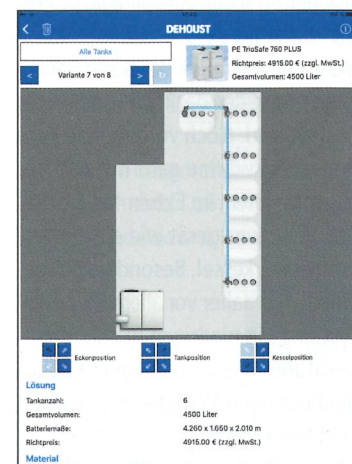 DEHOUST
Alle Tanks
PE TrioSafe 760 PLUS
Richtpreis: 4915.00 € (zzgl. MwSt.)
Gesamtvolumen: 4500 Liter
Variante 7 von 8
Eckenposition
Tankposition
Kesselposition
Lösung
Tankanzahl: 6
Gesamtvolumen: 4500 Liter
Batteriemaße: 4.260 x 1.650 x 2.010 m
Richtpreis: 4915.00 € (zzgl. MwSt.)
Material